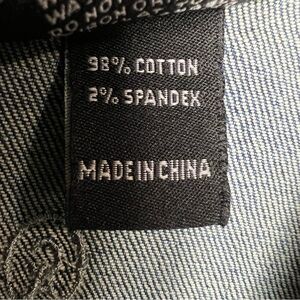 98% COTTON
2% SPANDEX
MADE IN CHINA